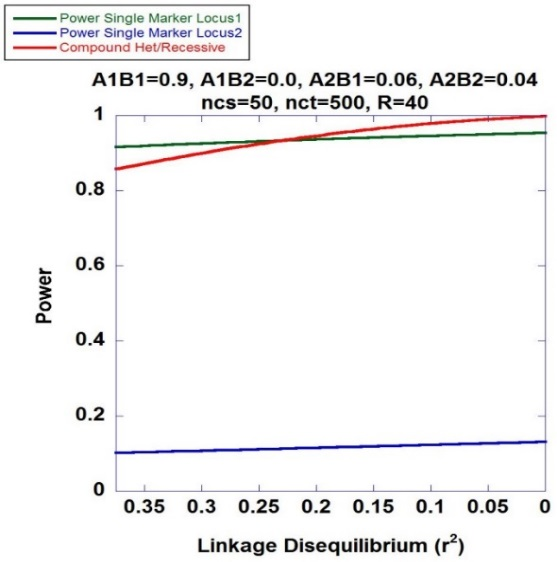 Power Single Marker Locus1
Power Single Marker Locus2
Compound Het/Recessive
A1B1=0.9, A1B2=0.0, A2B1=0.06, A2B2=0.04
ncs=50, nct=500, R=40
1
0.8
0.6
0.4
0.2
0
Power
0.35 0.3 0.25 0.2 0.15 0.1 0.05 0
Linkage Disequilibrium (r²)